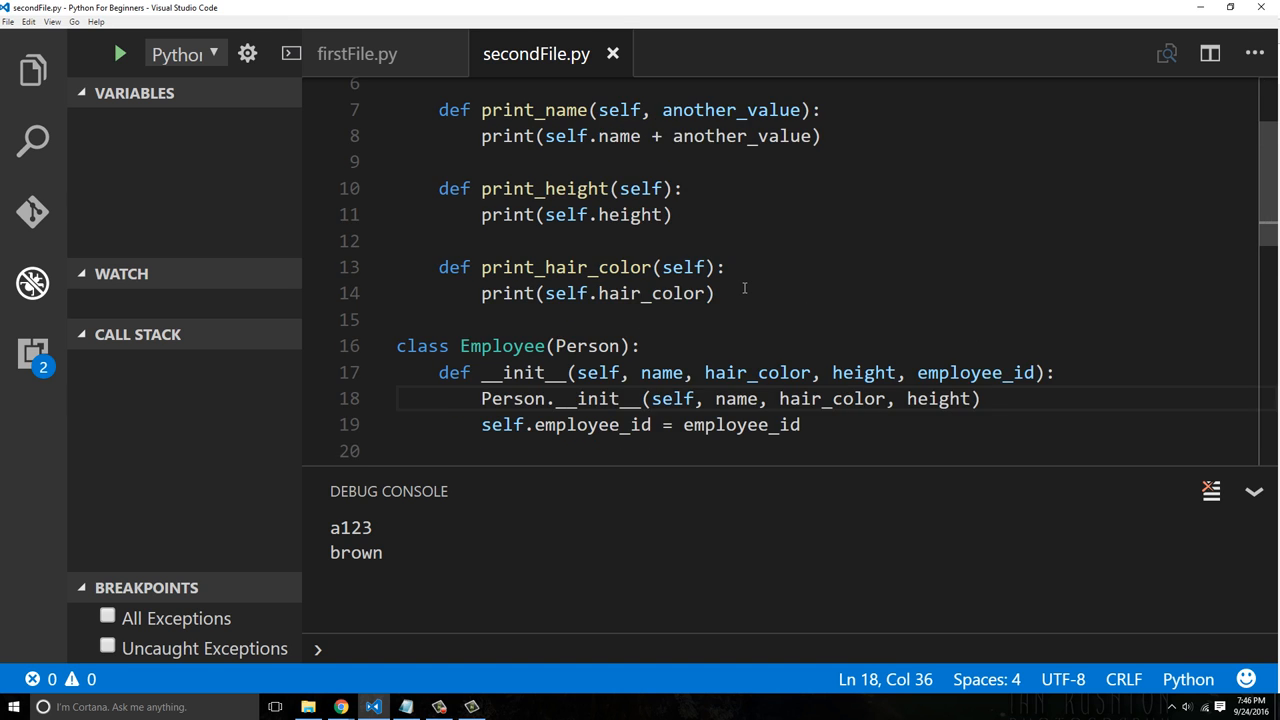 secondFile.py - Python For Beginners - Visual Studio Code
File Edit View Go Help
Python
firstFile.py
secondFile.py
VARIABLES
WATCH
CALL STACK
BREAKPOINTS
All Exceptions
Uncaught Exceptions
2
6
7 def print_name(self, another_value):
8 print(self.name + another_value)
9
10 def print_height(self):
11 print(self.height)
12
13 def print_hair_color(self):
14 print(self.hair_color)
15
16 class Employee(Person):
17 def __init__(self, name, hair_color, height, employee_id):
18 Person.__init__(self, name, hair_color, height)
19 self.employee_id = employee_id
20
DEBUG CONSOLE
a123
brown
0 0
Ln 18, Col 36 Spaces: 4 UTF-8 CRLF Python
I'm Cortana. Ask me anything.
7:46 PM
9/24/2016